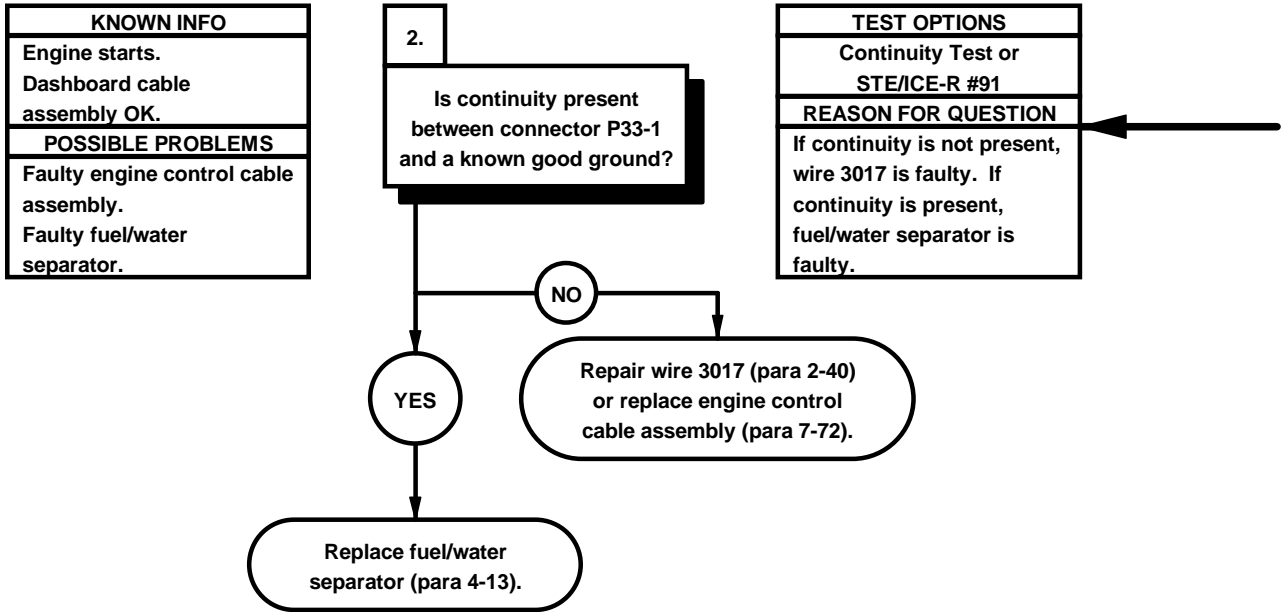 KNOWN INFO
Engine starts.
Dashboard cable
assembly OK.
POSSIBLE PROBLEMS
Faulty engine control cable
assembly.
Faulty fuel/water
separator.
2.
Is continuity present
between connector P33-1
and a known good ground?
TEST OPTIONS
Continuity Test or
STE/ICE-R #91
REASON FOR QUESTION
If continuity is not present,
wire 3017 is faulty. If
continuity is present,
fuel/water separator is
faulty.
NO
Repair wire 3017 (para 2-40)
or replace engine control
cable assembly (para 7-72).
YES
Replace fuel/water
separator (para 4-13).